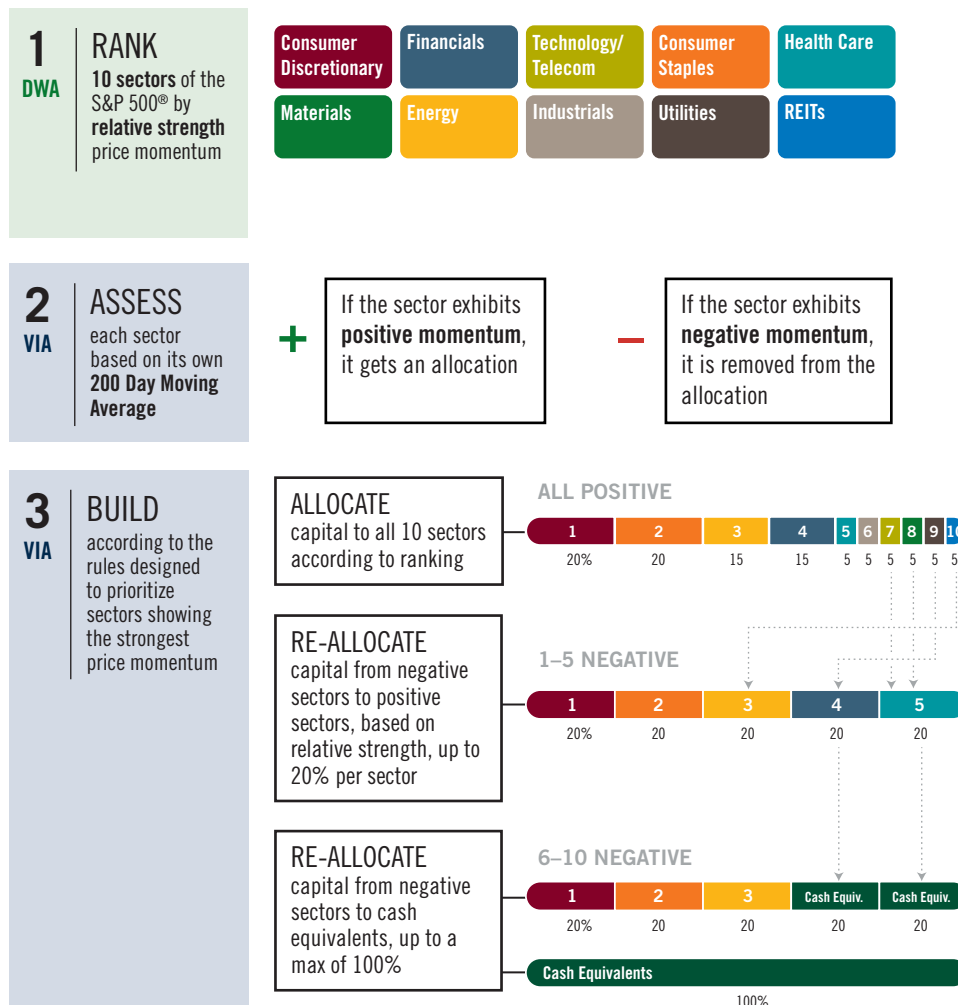 1
DWA
RANK
10 sectors of the
S&P 500® by
relative strength
price momentum
Consumer
Discretionary
Financials
Technology/
Telecom
Consumer
Staples
Health Care
Materials
Energy
Industrials
Utilities
REITs
2
VIA
ASSESS
each sector
based on its own
200 Day Moving
Average
+
If the sector exhibits
positive momentum,
it gets an allocation
–
If the sector exhibits
negative momentum,
it is removed from the
allocation
3
VIA
BUILD
according to the
rules designed
to prioritize
sectors showing
the strongest
price momentum
ALLOCATE
capital to all 10 sectors
according to ranking
ALL POSITIVE
1 2 3 4 5 6 7 8 9 10
20% 20 15 15 5 5 5 5 5 5
RE-ALLOCATE
capital from negative
sectors to positive
sectors, based on
relative strength, up to
20% per sector
1–5 NEGATIVE
1 2 3 4 5
20% 20 20 20 20
RE-ALLOCATE
capital from negative
sectors to cash
equivalents, up to a
max of 100%
6–10 NEGATIVE
1 2 3 Cash Equiv. Cash Equiv.
20% 20 20 20 20
Cash Equivalents
100%